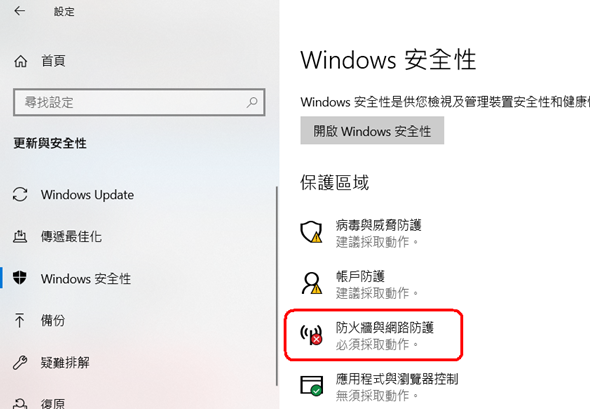 設定
首頁
尋找設定
更新與安全性
Windows Update
傳遞最佳化
Windows 安全性
備份
疑難排解
復原
Windows 安全性
Windows 安全性是供您檢視及管理裝置安全性和健康
開啟 Windows 安全性
保護區域
病毒與威脅防護
建議採取動作。
帳戶防護
建議採取動作。
防火牆與網路防護
必須採取動作。
應用程式與瀏覽器控制
無須採取動作。